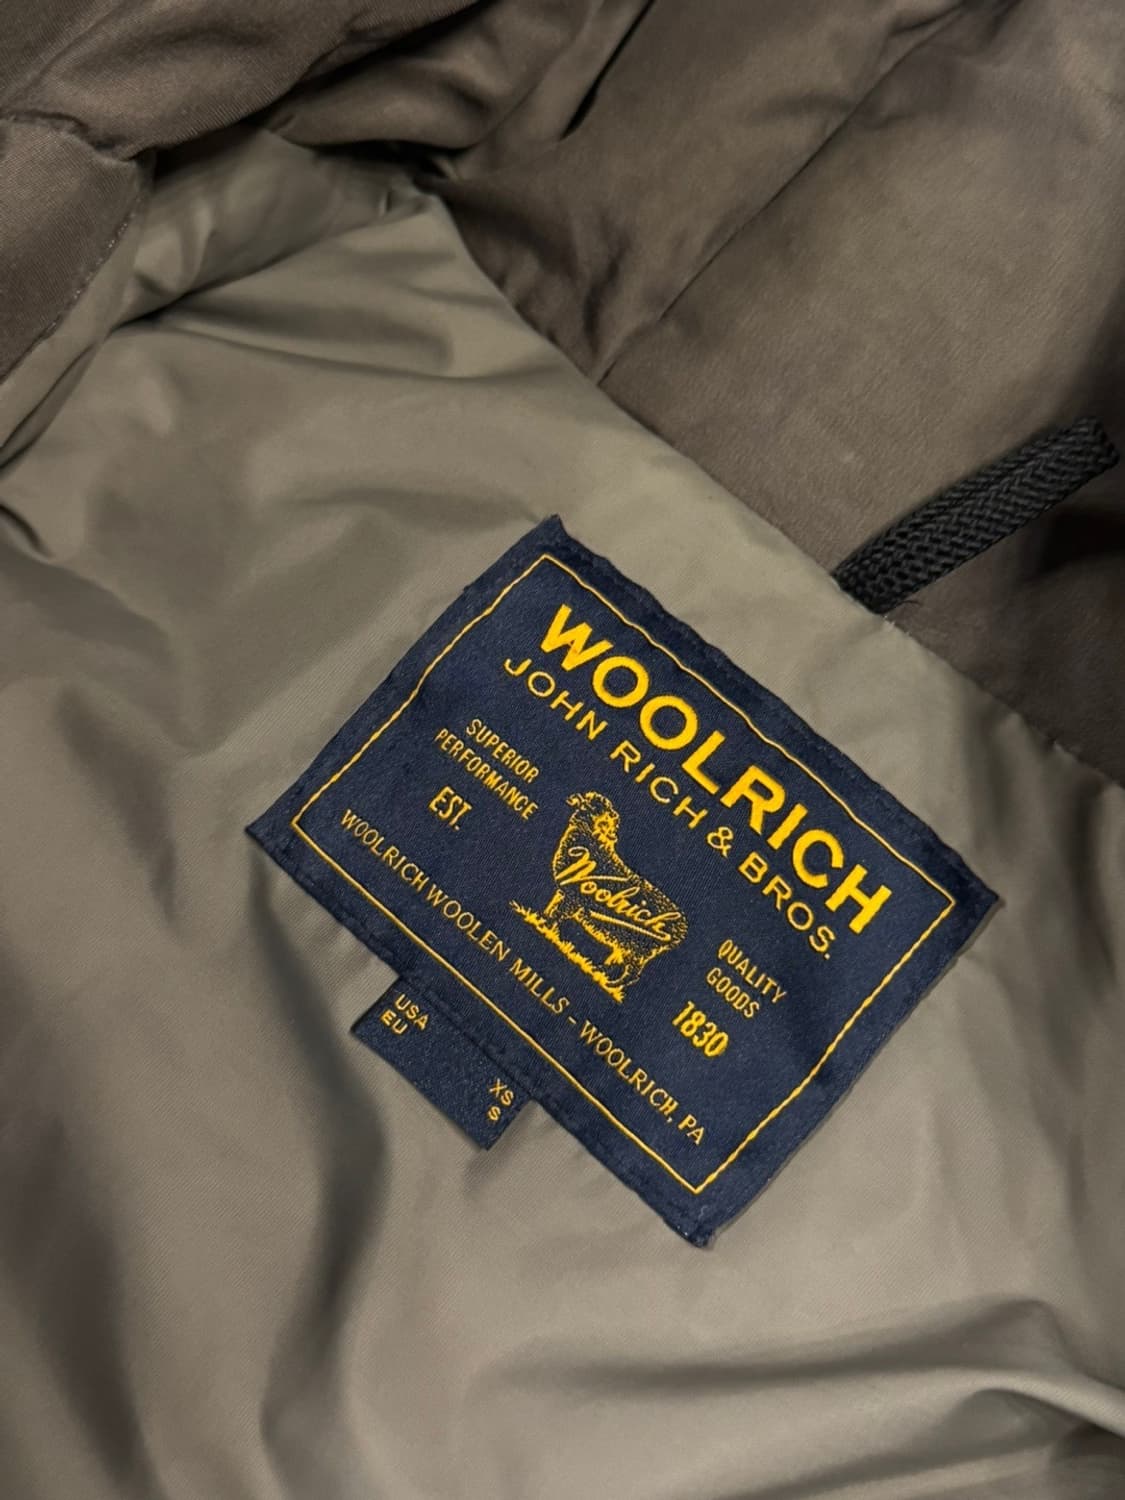 WOOLRICH
JOHN RICH & BROS.
SUPERIOR
PERFORMANCE
EST.
Woolrich
QUALITY
GOODS
1830
WOOLRICH WOOLEN MILLS - WOOLRICH, PA
USA XS
EU S